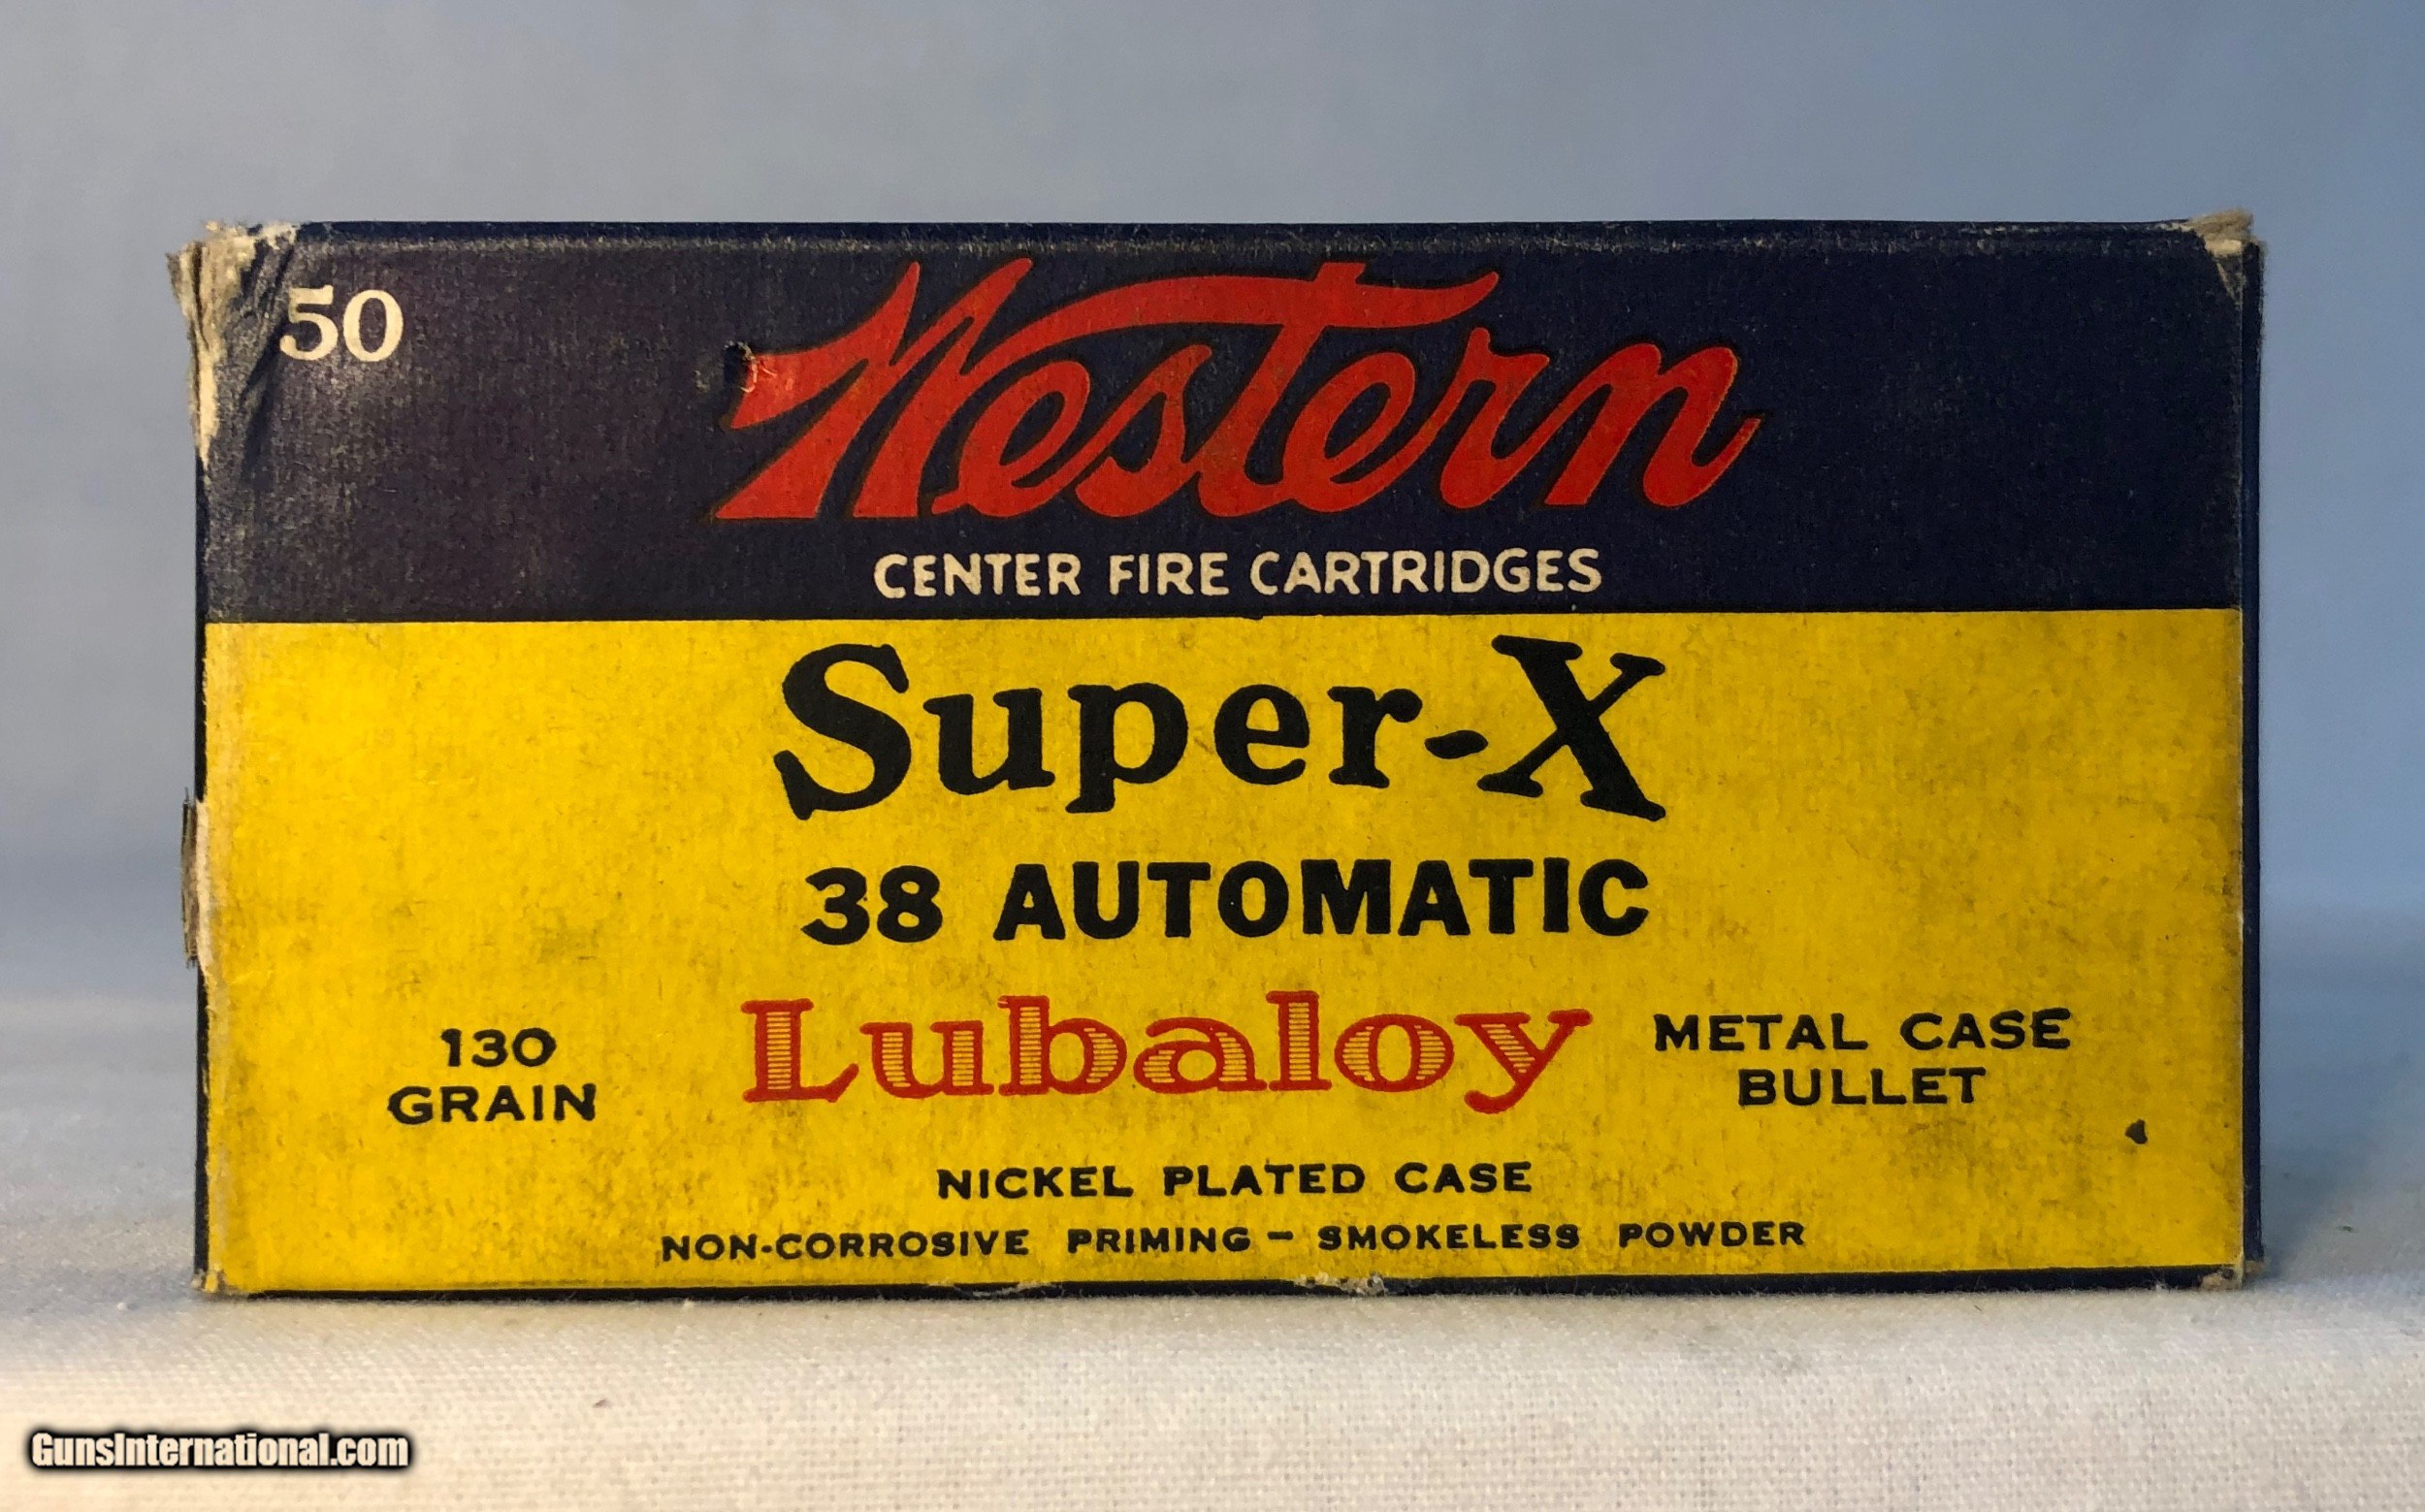 50
Western
CENTER FIRE CARTRIDGES
Super-X
38 AUTOMATIC
130
GRAIN
Lubaloy
METAL CASE
BULLET
NICKEL PLATED CASE
NON-CORROSIVE PRIMING - SMOKELESS POWDER
GunsInternational.com